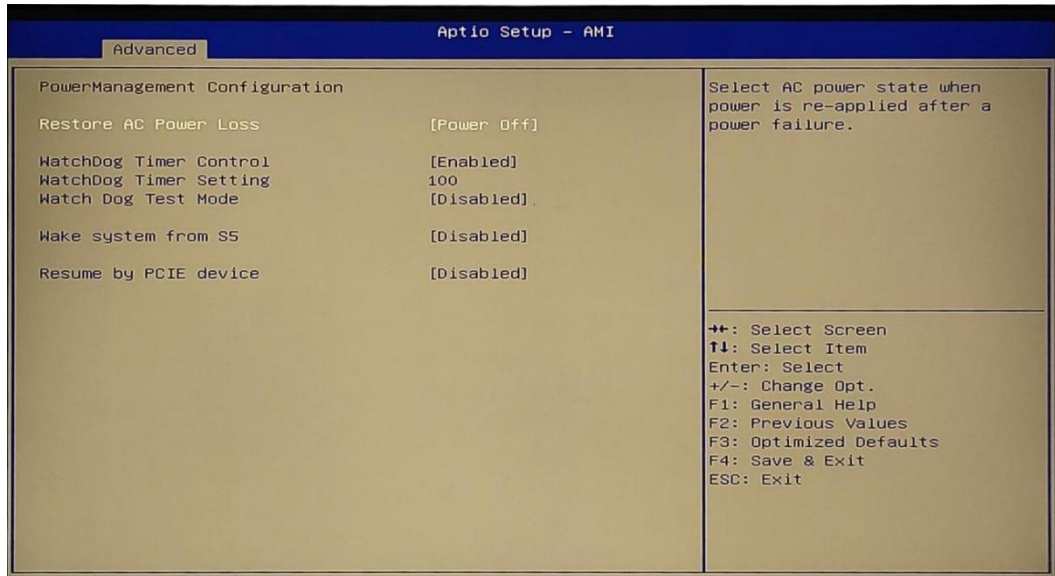 Aptio Setup - AMI
Advanced
PowerManagement Configuration
Restore AC Power Loss [Power Off]
WatchDog Timer Control [Enabled]
WatchDog Timer Setting 100
Watch Dog Test Mode [Disabled]
Wake system from S5 [Disabled]
Resume by PCIE device [Disabled]
Select AC power state when
power is re-applied after a
power failure.
→←: Select Screen
↑↓: Select Item
Enter: Select
+/-: Change Opt.
F1: General Help
F2: Previous Values
F3: Optimized Defaults
F4: Save & Exit
ESC: Exit